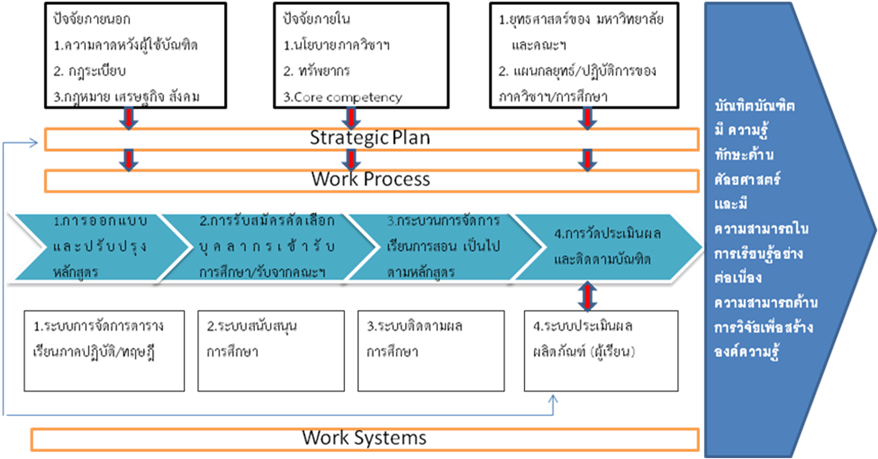 ปัจจัยภายนอก
1.ความคาดหวังผู้ใช้บัณฑิต
2. กฎระเบียบ
3.กฎหมาย เศรษฐกิจ สังคม
ปัจจัยภายใน
1.นโยบายภาควิชาฯ
2. ทรัพยากร
3.Core competency
1.ยุทธศาสตร์ของ มหาวิทยาลัย
และคณะฯ
2. แผนกลยุทธ์/ปฏิบัติการของ
ภาควิชาฯ/การศึกษา
Strategic Plan
Work Process
1.การออกแบบ
และปรับปรุง
หลักสูตร
2.การรับสมัครคัดเลือก
บุคลากรเข้ารับ
การศึกษา/รับจากคณะฯ
3.กระบวนการจัดการ
เรียนการสอน เป็นไป
ตามหลักสูตร
4.การวัดประเมินผล
และติดตามบัณฑิต
1.ระบบการจัดการตาราง
เรียนภาคปฏิบัติ/ทฤษฎี
2.ระบบสนับสนุน
การศึกษา
3.ระบบติดตามผล
การศึกษา
4.ระบบประเมินผล
ผลิตภัณฑ์ (ผู้เรียน)
Work Systems
บัณฑิตบัณฑิต
มี ความรู้
ทักษะด้าน
ศัลยศาสตร์
และมี
ความสามารถใน
การเรียนรู้อย่าง
ต่อเนื่อง
ความสามารถด้าน
การวิจัยเพื่อสร้าง
องค์ความรู้